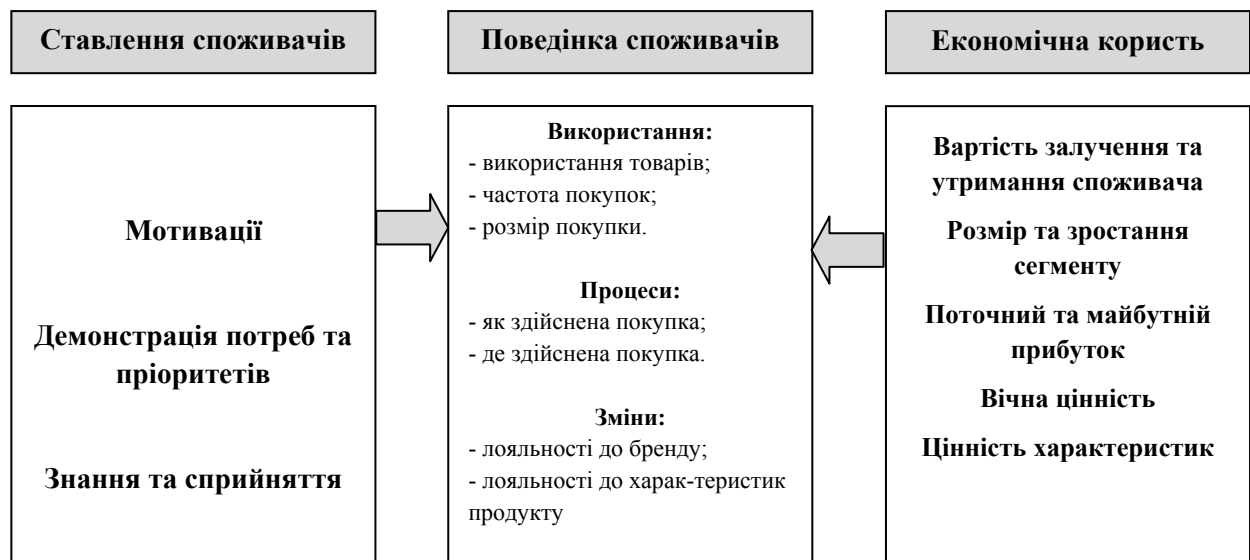 Ставлення споживачів
Мотивації
Демонстрація потреб та
пріоритетів
Знання та сприйняття
Поведінка споживачів
Використання:
- використання товарів;
- частота покупок;
- розмір покупки.
Процеси:
- як здійснена покупка;
- де здійснена покупка.
Зміни:
- лояльності до бренду;
- лояльності до харак-теристик
продукту
Економічна користь
Вартість залучення та
утримання споживача
Розмір та зростання
сегменту
Поточний та майбутній
прибуток
Вічна цінність
Цінність характеристик